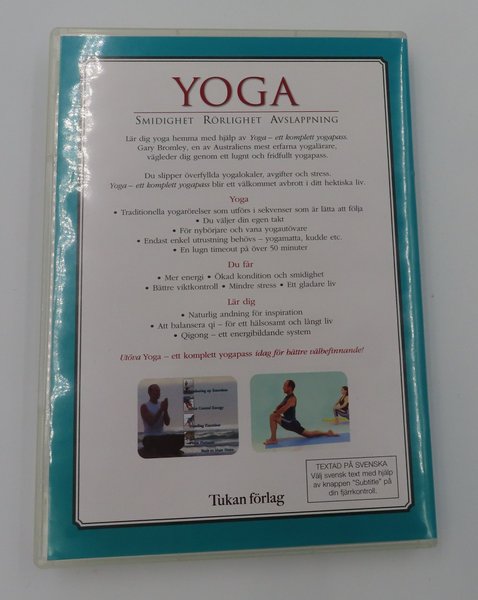 YOGA
SMIDIGHET RÖRLIGHET AVSLAPPNING
Lär dig yoga hemma med hjälp av Yoga – ett komplett yogapass.
Gary Bromley, en av Australiens mest erfarna yogalärare,
vägleder dig genom ett lugnt och fridfullt yogapass.
Du slipper överfyllda yogalokaler, avgifter och stress.
Yoga – ett komplett yogapass blir ett välkommet avbrott i ditt hektiska liv.
Yoga
• Traditionella yogarörelser som utförs i sekvenser som är lätta att följa
• Du väljer din egen takt
• För nybörjare och vana yogautövare
• Endast enkel utrustning behövs – yogamatta, kudde etc.
• En lugn timeout på över 50 minuter
Du får
• Mer energi • Ökad kondition och smidighet
• Bättre viktkontroll • Mindre stress • Ett gladare liv
Lär dig
• Naturlig andning för inspiration
• Att balansera qi – för ett hälsosamt och långt liv
• Qigong – ett energibildande system
Utöva Yoga – ett komplett yogapass idag för bättre välbefinnande!
TEXTAD PÅ SVENSKA
Välj svensk text med hjälp
av knappen "Subtitle" på
din fjärrkontroll.
Tukan förlag